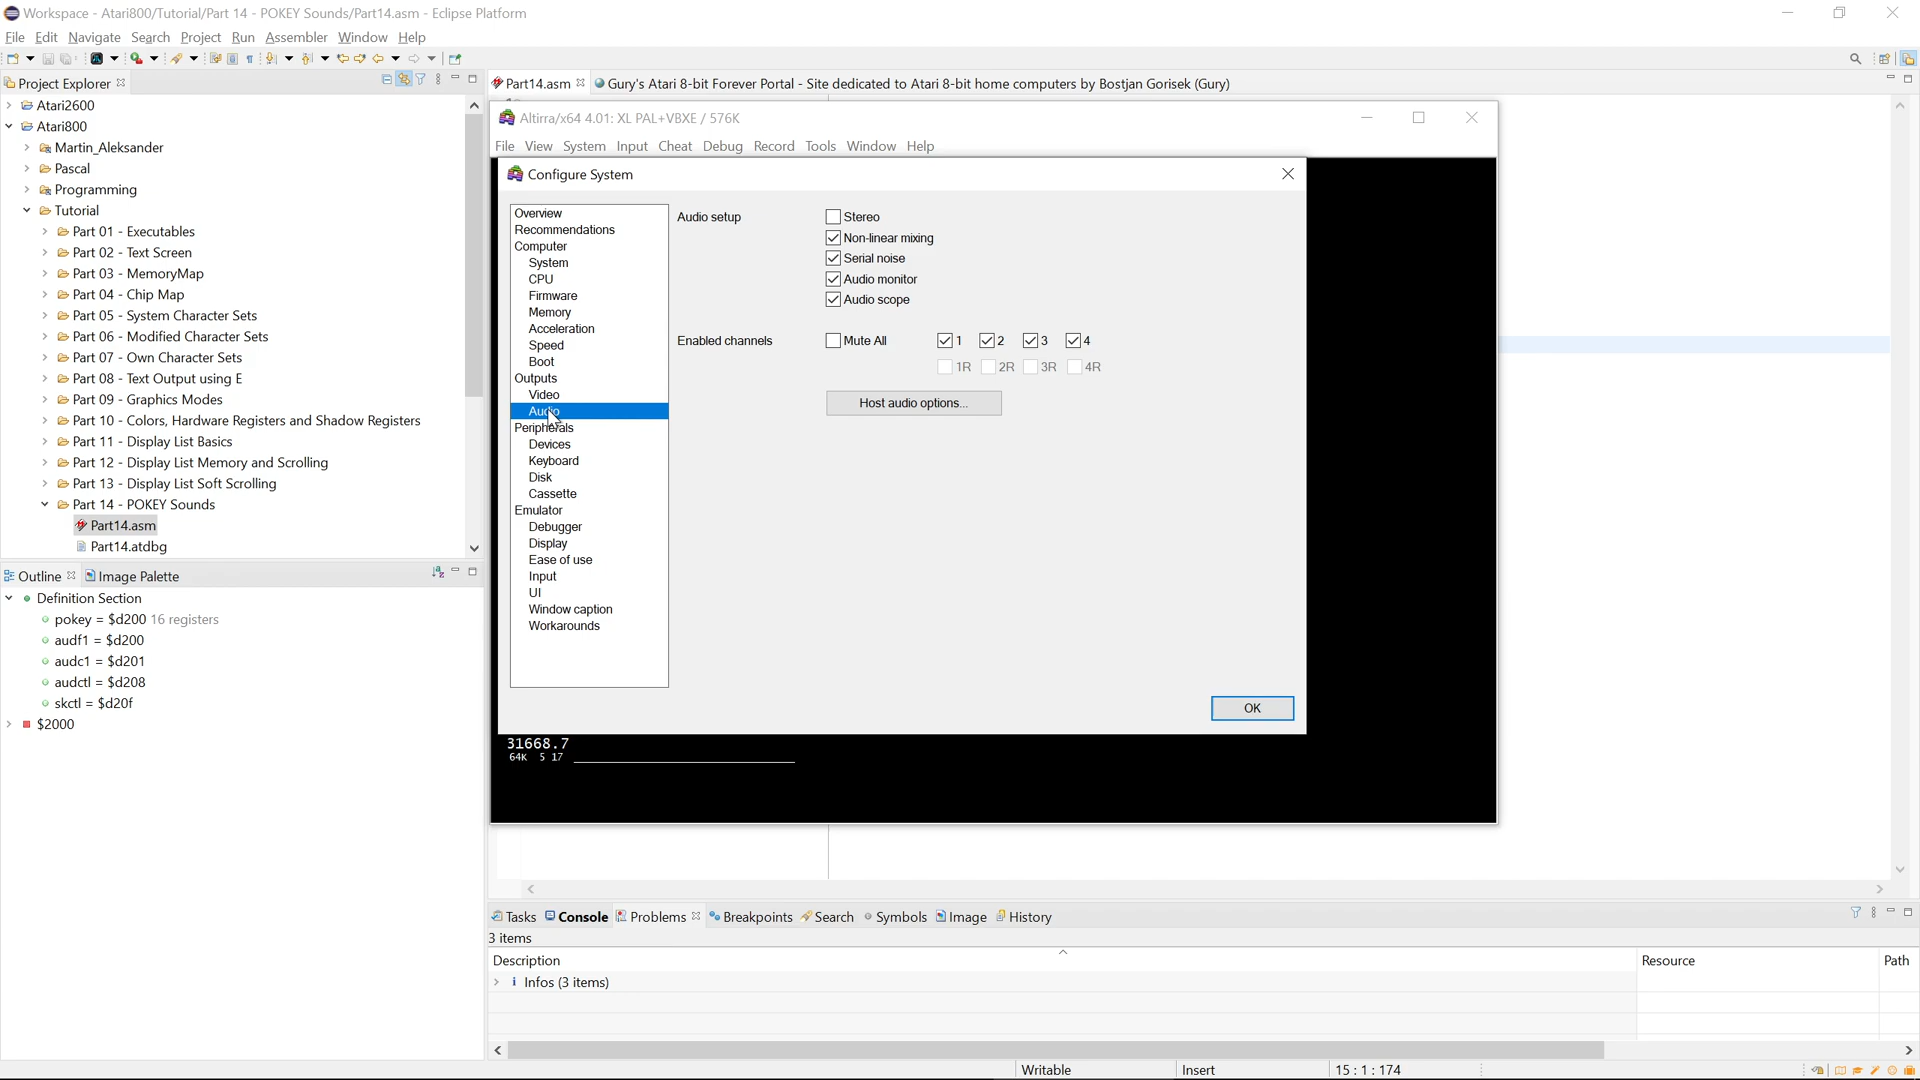 Workspace - Atari800/Tutorial/Part 14 - POKEY Sounds/Part14.asm - Eclipse Platform
File Edit Navigate Search Project Run Assembler Window Help
Project Explorer
Atari2600
Atari800
Martin_Aleksander
Pascal
Programming
Tutorial
Part 01 - Executables
Part 02 - Text Screen
Part 03 - MemoryMap
Part 04 - Chip Map
Part 05 - System Character Sets
Part 06 - Modified Character Sets
Part 07 - Own Character Sets
Part 08 - Text Output using E
Part 09 - Graphics Modes
Part 10 - Colors, Hardware Registers and Shadow Registers
Part 11 - Display List Basics
Part 12 - Display List Memory and Scrolling
Part 13 - Display List Soft Scrolling
Part 14 - POKEY Sounds
Part14.asm
Part14.atdbg
Outline Image Palette
Definition Section
pokey = $d200 16 registers
audf1 = $d200
audc1 = $d201
audctl = $d208
skctl = $d20f
$2000
Part14.asm Gury's Atari 8-bit Forever Portal - Site dedicated to Atari 8-bit home computers by Bostjan Gorisek (Gury)
Altirra/x64 4.01: XL PAL+VBXE / 576K
File View System Input Cheat Debug Record Tools Window Help
Configure System
Overview
Recommendations
Computer
System
CPU
Firmware
Memory
Acceleration
Speed
Boot
Outputs
Video
Audio
Peripherals
Devices
Keyboard
Disk
Cassette
Emulator
Debugger
Display
Ease of use
Input
UI
Window caption
Workarounds
Audio setup
Stereo
Non-linear mixing
Serial noise
Audio monitor
Audio scope
Enabled channels Mute All 1 2 3 4
1R 2R 3R 4R
Host audio options...
OK
31668.7
64K 5 17
Tasks Console Problems Breakpoints Search Symbols Image History
3 items
Description Resource Path
Infos (3 items)
Writable Insert 15 : 1 : 174